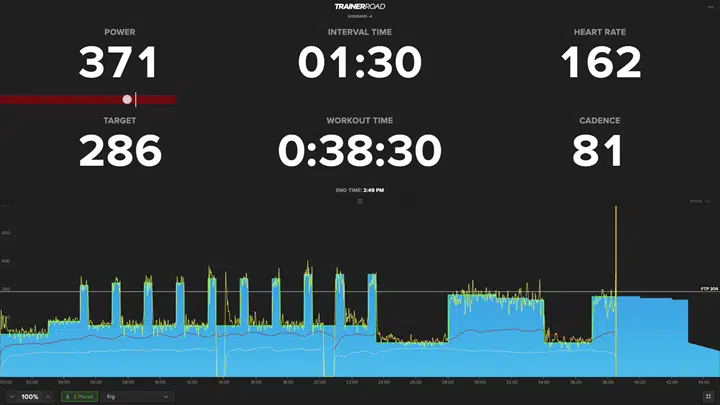 TRAINERROAD
GODDARD -4
POWER
371
INTERVAL TIME
01:30
HEART RATE
162
TARGET
286
WORKOUT TIME
0:38:30
CADENCE
81
END TIME: 2:49 PM
500
400
300
FTP 304
00:00 02:00 04:00 06:00 08:00 10:00 12:00 14:00 16:00 18:00 20:00 22:00 24:00 26:00 28:00 30:00 32:00 34:00 36:00 38:00 40:00 42:00 44:00
100%
2 Paired
Erg